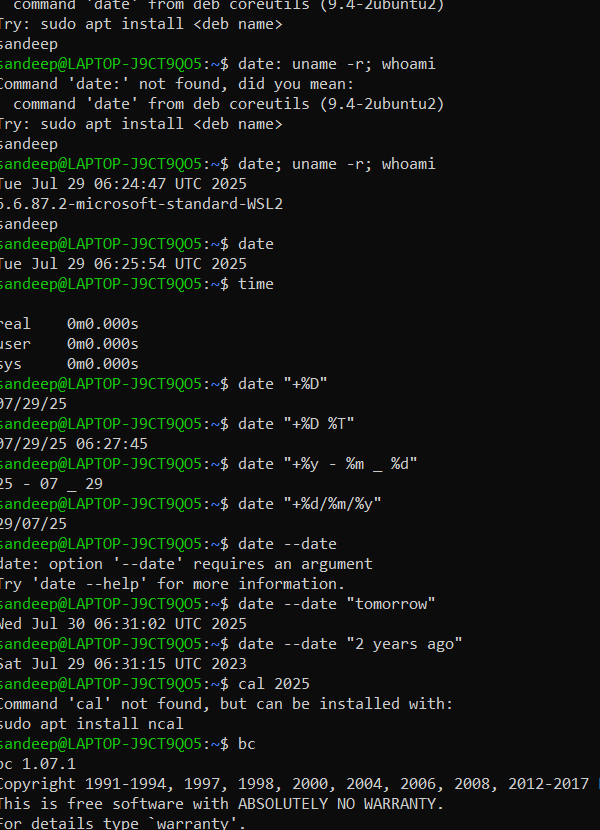 command 'date' from deb coreutils (9.4-2ubuntu2)
Try: sudo apt install <deb name>
sandeep
sandeep@LAPTOP-J9CT9QO5:~$ date: uname -r; whoami
Command 'date:' not found, did you mean:
  command 'date' from deb coreutils (9.4-2ubuntu2)
Try: sudo apt install <deb name>
sandeep
sandeep@LAPTOP-J9CT9QO5:~$ date; uname -r; whoami
Tue Jul 29 06:24:47 UTC 2025
6.6.87.2-microsoft-standard-WSL2
sandeep
sandeep@LAPTOP-J9CT9QO5:~$ date
Tue Jul 29 06:25:54 UTC 2025
sandeep@LAPTOP-J9CT9QO5:~$ time
real    0m0.000s
user    0m0.000s
sys     0m0.000s
sandeep@LAPTOP-J9CT9QO5:~$ date "+%D"
07/29/25
sandeep@LAPTOP-J9CT9QO5:~$ date "+%D %T"
07/29/25 06:27:45
sandeep@LAPTOP-J9CT9QO5:~$ date "+%y - %m _ %d"
25 - 07 _ 29
sandeep@LAPTOP-J9CT9QO5:~$ date "+%d/%m/%y"
29/07/25
sandeep@LAPTOP-J9CT9QO5:~$ date --date
date: option '--date' requires an argument
Try 'date --help' for more information.
sandeep@LAPTOP-J9CT9QO5:~$ date --date "tomorrow"
Wed Jul 30 06:31:02 UTC 2025
sandeep@LAPTOP-J9CT9QO5:~$ date --date "2 years ago"
Sat Jul 29 06:31:15 UTC 2023
sandeep@LAPTOP-J9CT9QO5:~$ cal 2025
Command 'cal' not found, but can be installed with:
sudo apt install ncal
sandeep@LAPTOP-J9CT9QO5:~$ bc
bc 1.07.1
Copyright 1991-1994, 1997, 1998, 2000, 2004, 2006, 2008, 2012-2017
This is free software with ABSOLUTELY NO WARRANTY.
For details type `warranty'.